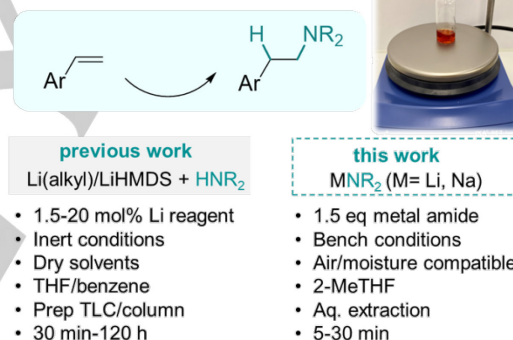 H NR2
Ar
Ar
previous work
Li(alkyl)/LiHMDS + HNR2
• 1.5-20 mol% Li reagent
• Inert conditions
• Dry solvents
• THF/benzene
• Prep TLC/column
• 30 min-120 h
this work
MNR2 (M= Li, Na)
• 1.5 eq metal amide
• Bench conditions
• Air/moisture compatible
• 2-MeTHF
• Aq. extraction
• 5-30 min